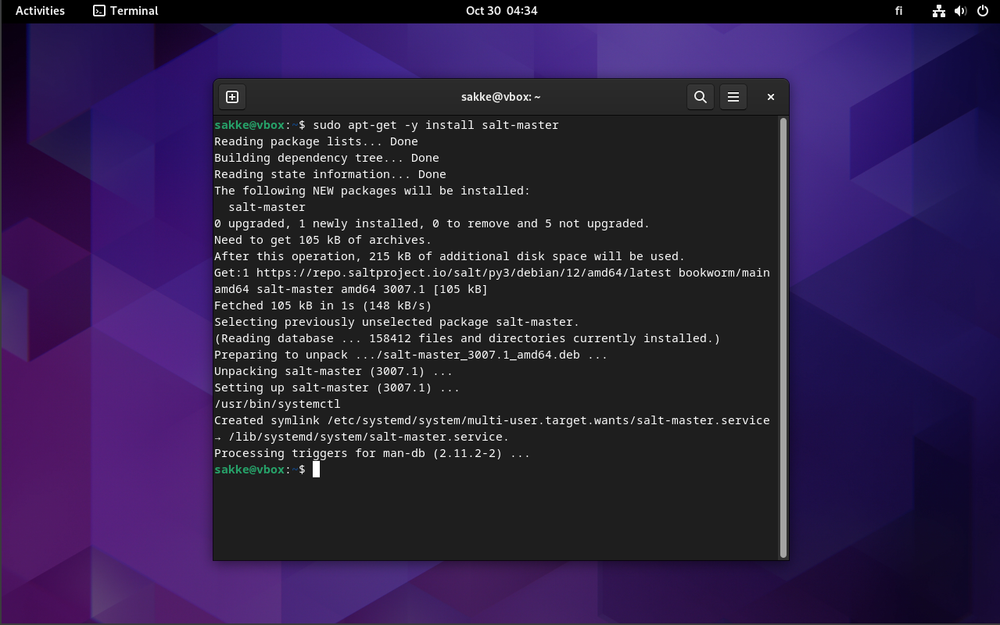 Activities Terminal Oct 30 04:34 fi
sakke@vbox: ~
sakke@vbox:~$ sudo apt-get -y install salt-master
Reading package lists... Done
Building dependency tree... Done
Reading state information... Done
The following NEW packages will be installed:
  salt-master
0 upgraded, 1 newly installed, 0 to remove and 5 not upgraded.
Need to get 105 kB of archives.
After this operation, 215 kB of additional disk space will be used.
Get:1 https://repo.saltproject.io/salt/py3/debian/12/amd64/latest bookworm/main
amd64 salt-master amd64 3007.1 [105 kB]
Fetched 105 kB in 1s (148 kB/s)
Selecting previously unselected package salt-master.
(Reading database ... 158412 files and directories currently installed.)
Preparing to unpack .../salt-master_3007.1_amd64.deb ...
Unpacking salt-master (3007.1) ...
Setting up salt-master (3007.1) ...
/usr/bin/systemctl
Created symlink /etc/systemd/system/multi-user.target.wants/salt-master.service
→ /lib/systemd/system/salt-master.service.
Processing triggers for man-db (2.11.2-2) ...
sakke@vbox:~$